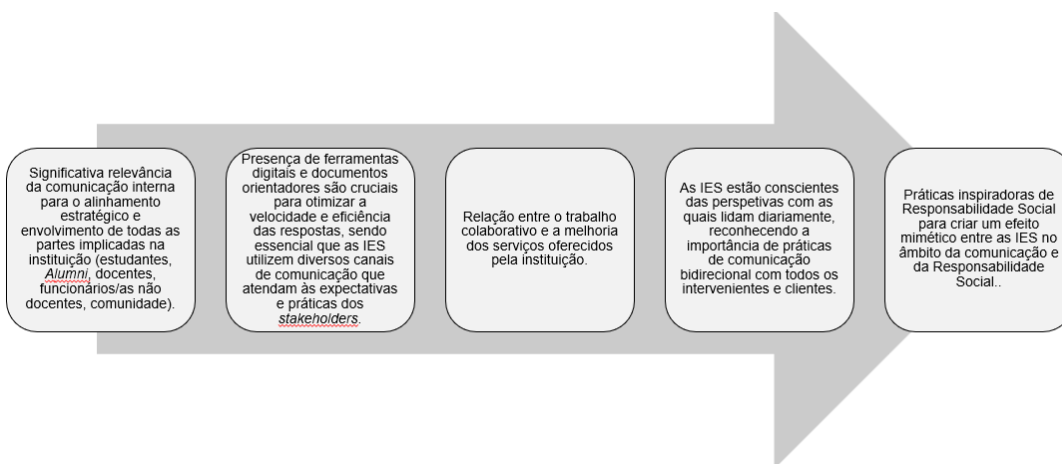 Significativa relevância
da comunicação interna
para o alinhamento
estratégico e
envolvimento de todas as
partes implicadas na
instituição (estudantes,
Alumni, docentes,
funcionários/as não
docentes, comunidade).
Presença de ferramentas
digitais e documentos
orientadores são cruciais
para otimizar a
velocidade e eficiência
das respostas, sendo
essencial que as IES
utilizem diversos canais
de comunicação que
atendam às expectativas
e práticas dos
stakeholders.
Relação entre o trabalho
colaborativo e a melhoria
dos serviços oferecidos
pela instituição.
As IES estão conscientes
das perspetivas com as
quais lidam diariamente,
reconhecendo a
importância de práticas
de comunicação
bidirecional com todos os
intervenientes e clientes.
Práticas inspiradoras de
Responsabilidade Social
para criar um efeito
mimético entre as IES no
âmbito da comunicação e
da Responsabilidade
Social..